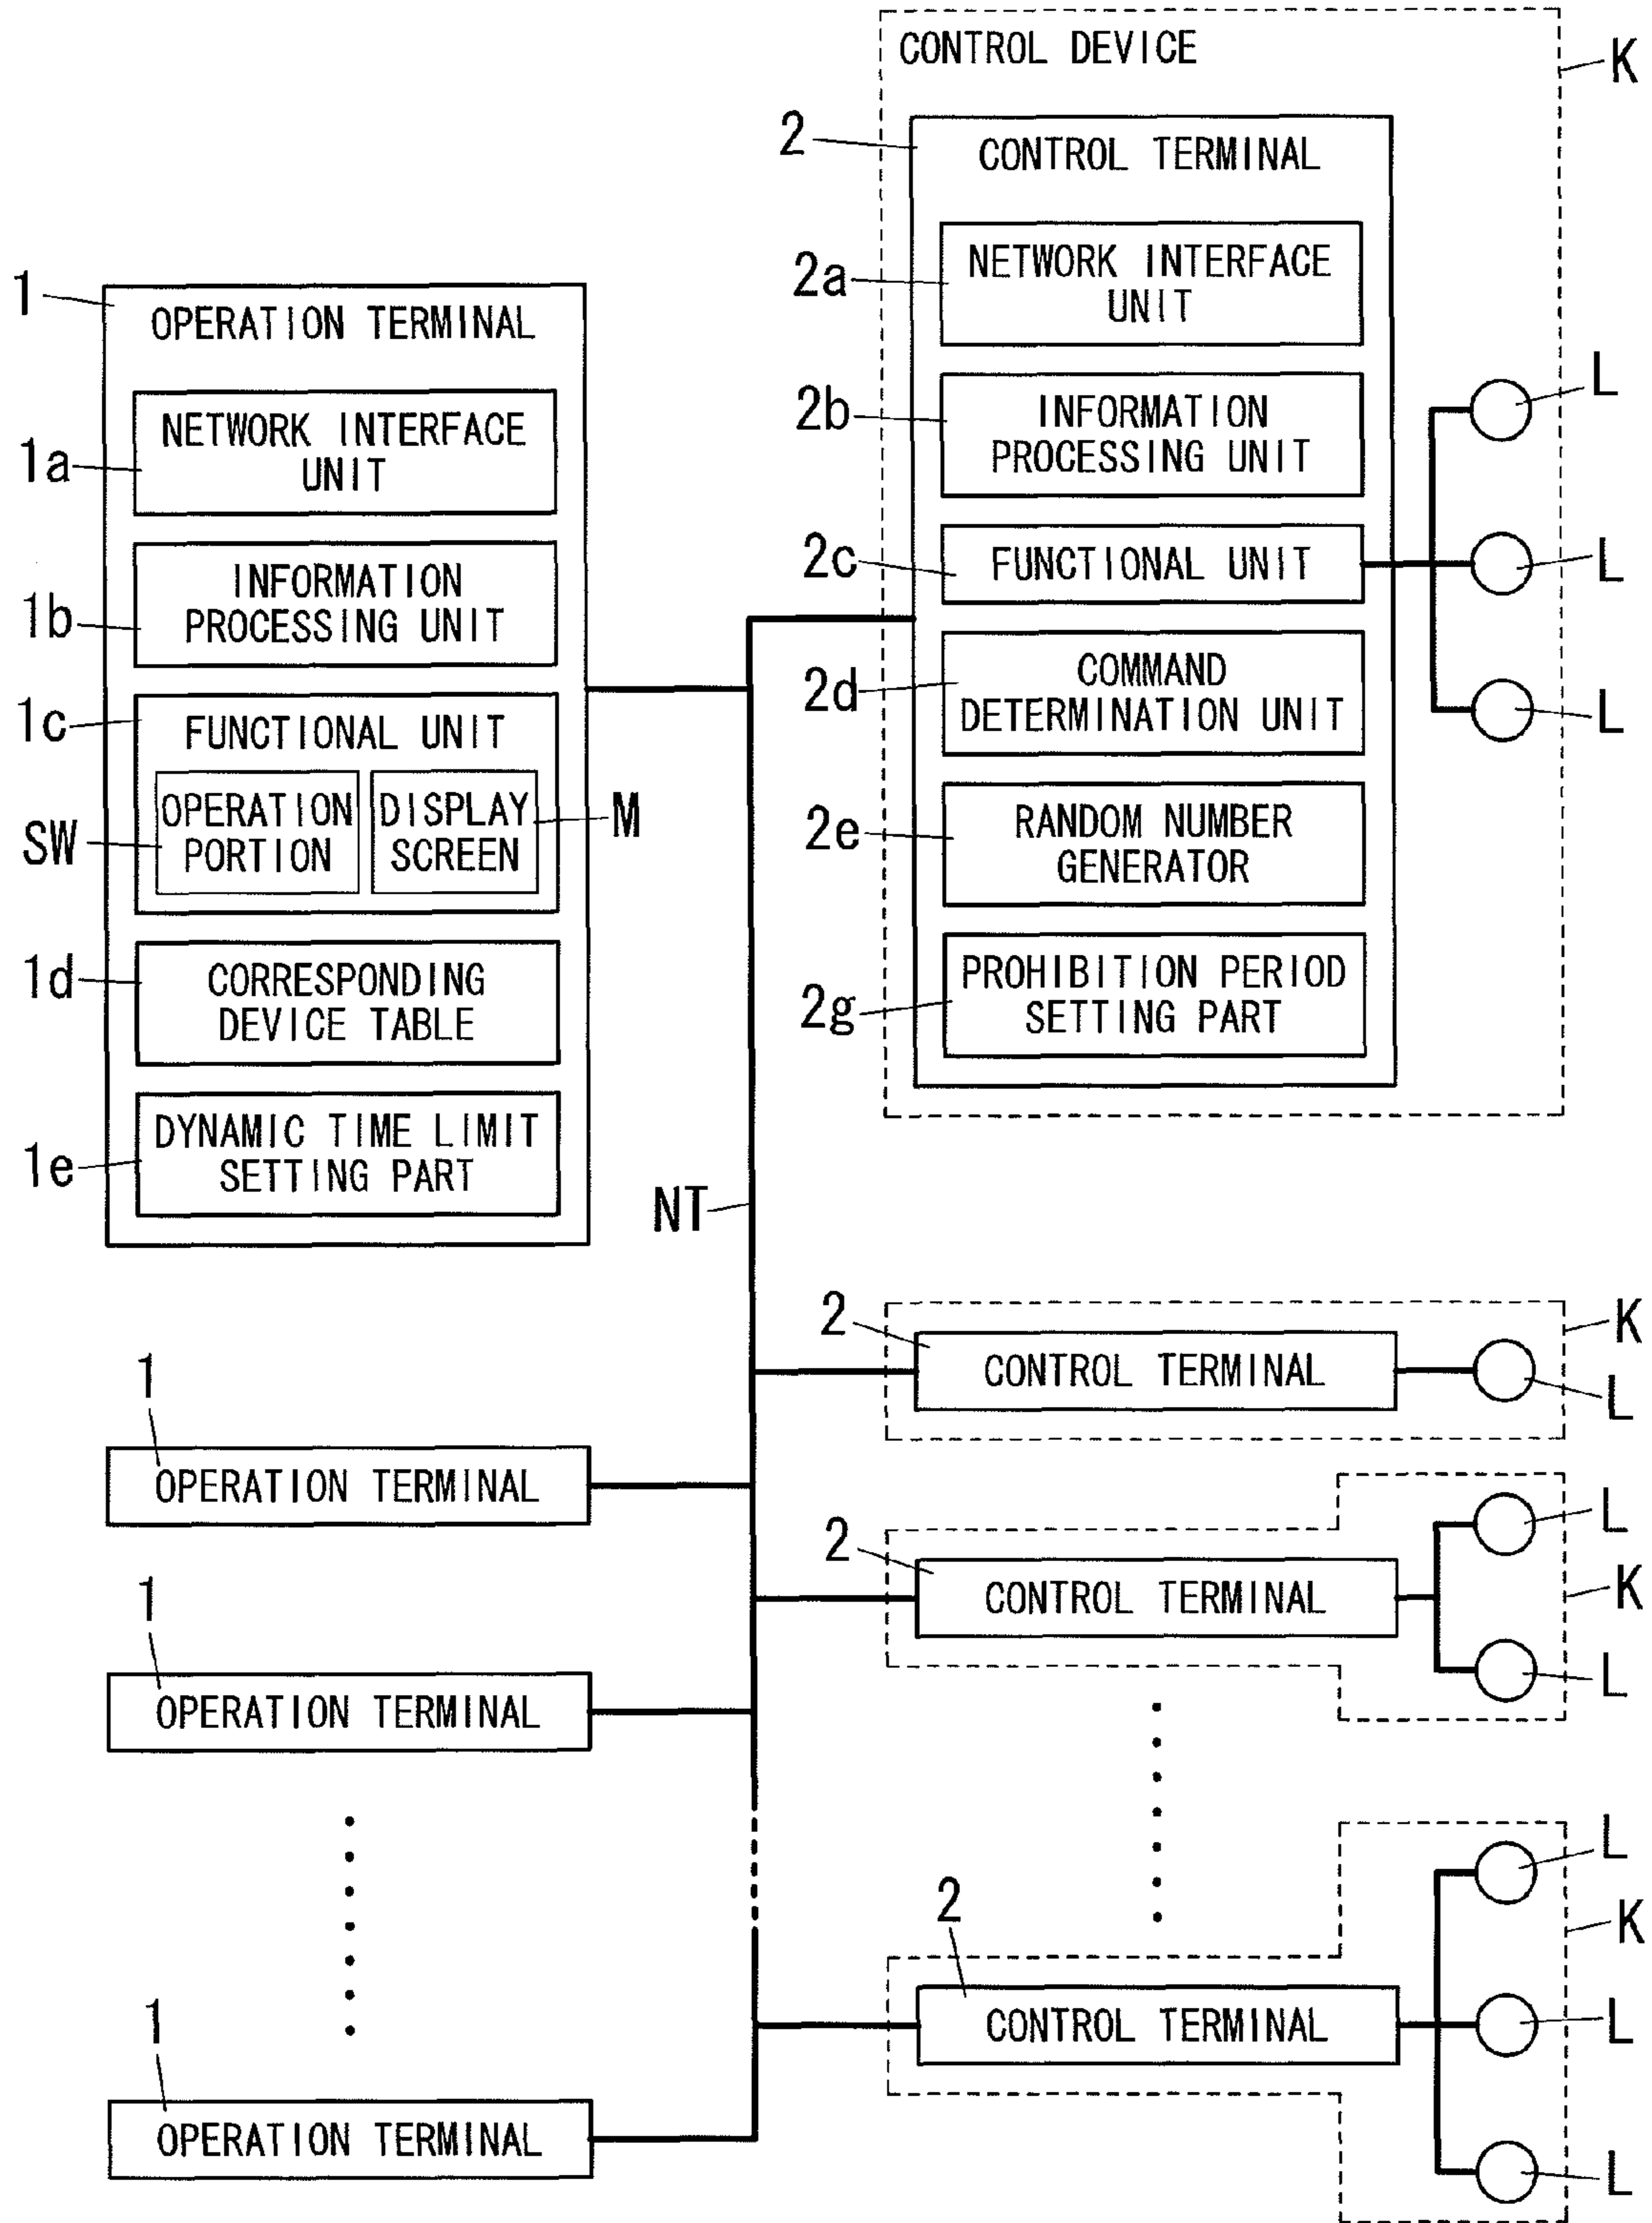 CONTROL DEVICE
K
2
CONTROL TERMINAL
2a
NETWORK INTERFACE
UNIT
2b
INFORMATION
PROCESSING UNIT
2c
FUNCTIONAL UNIT
2d
COMMAND
DETERMINATION UNIT
2e
RANDOM NUMBER
GENERATOR
2g
PROHIBITION PERIOD
SETTING PART
L
L
L
1
OPERATION TERMINAL
1a
NETWORK INTERFACE
UNIT
1b
INFORMATION
PROCESSING UNIT
1c
FUNCTIONAL UNIT
SW
OPERATION
PORTION
DISPLAY
SCREEN
M
1d
CORRESPONDING
DEVICE TABLE
1e
DYNAMIC TIME LIMIT
SETTING PART
NT
2
CONTROL TERMINAL
K
L
1
OPERATION TERMINAL
2
CONTROL TERMINAL
L
K
L
1
OPERATION TERMINAL
2
CONTROL TERMINAL
L
K
L
L
1
OPERATION TERMINAL